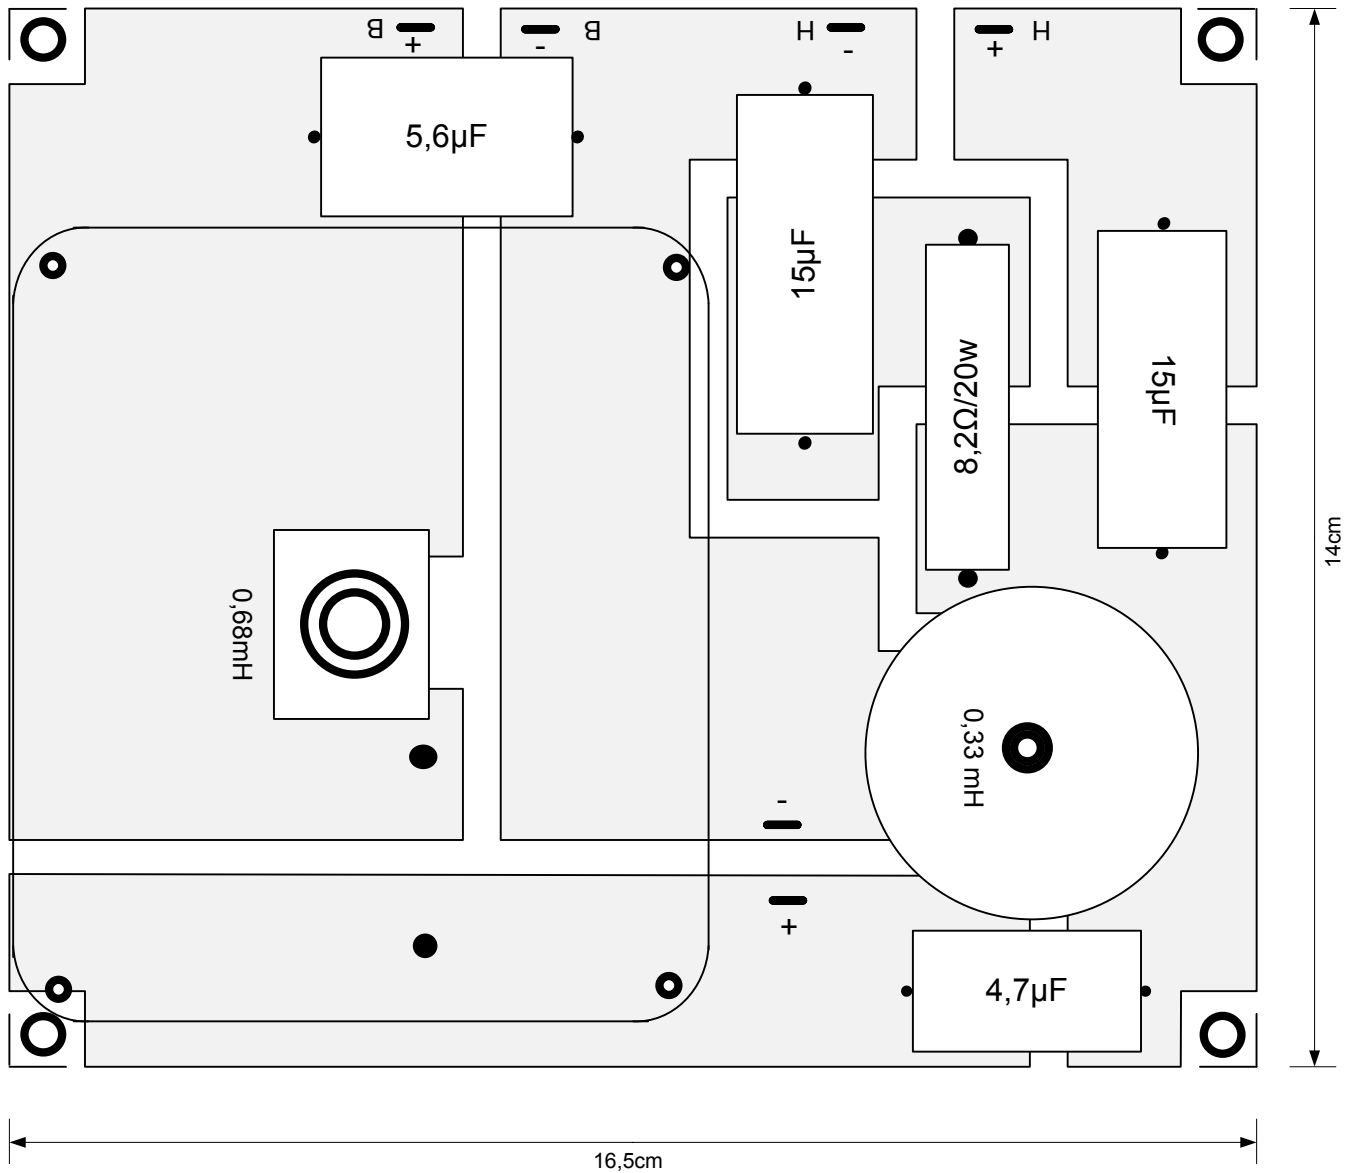 B
+
-
B
H
-
+
H
5,6µF
15µF
8,2Ω/20w
15µF
14cm
0,68mH
0,33 mH
-
+
4,7µF
16,5cm